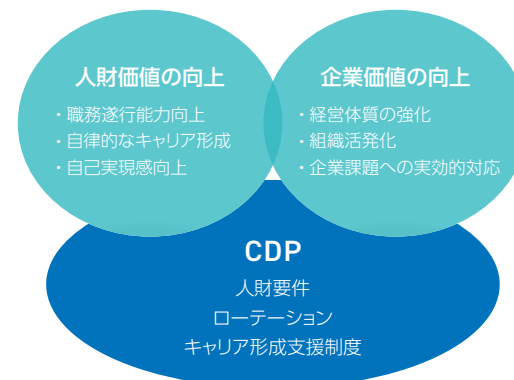 人財価値の向上
・職務遂行能力向上
・自律的なキャリア形成
・自己実現感向上
企業価値の向上
・経営体質の強化
・組織活発化
・企業課題への実効的対応
CDP
人財要件
ローテーション
キャリア形成支援制度